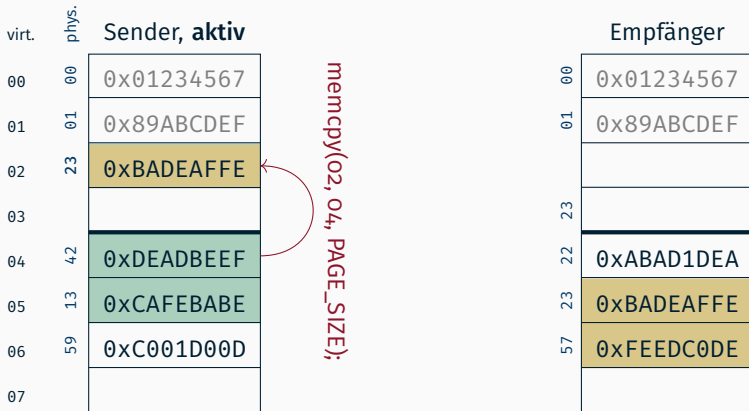 virt. phys. Sender, aktiv Empfänger
00 00 0x01234567 00 0x01234567
01 01 0x89ABCDEF 01 0x89ABCDEF
02 23 0xBADEAFFE
03 23
04 42 0xDEADBEEF 22 0xABAD1DEA
05 13 0xCAFEBABE 23 0xBADEAFFE
06 59 0xC001D00D 57 0xFEEDC0DE
07
memcpy(02, 04, PAGE_SIZE);